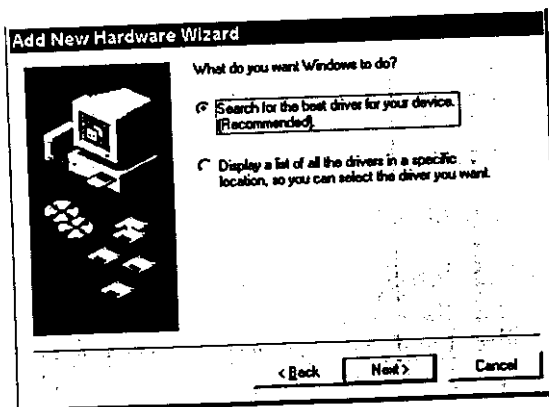 Add New Hardware Wizard
What do you want Windows to do?
Search for the best driver for your device.
(Recommended).
Display a list of all the drivers in a specific
location, so you can select the driver you want.
< Back
Next >
Cancel